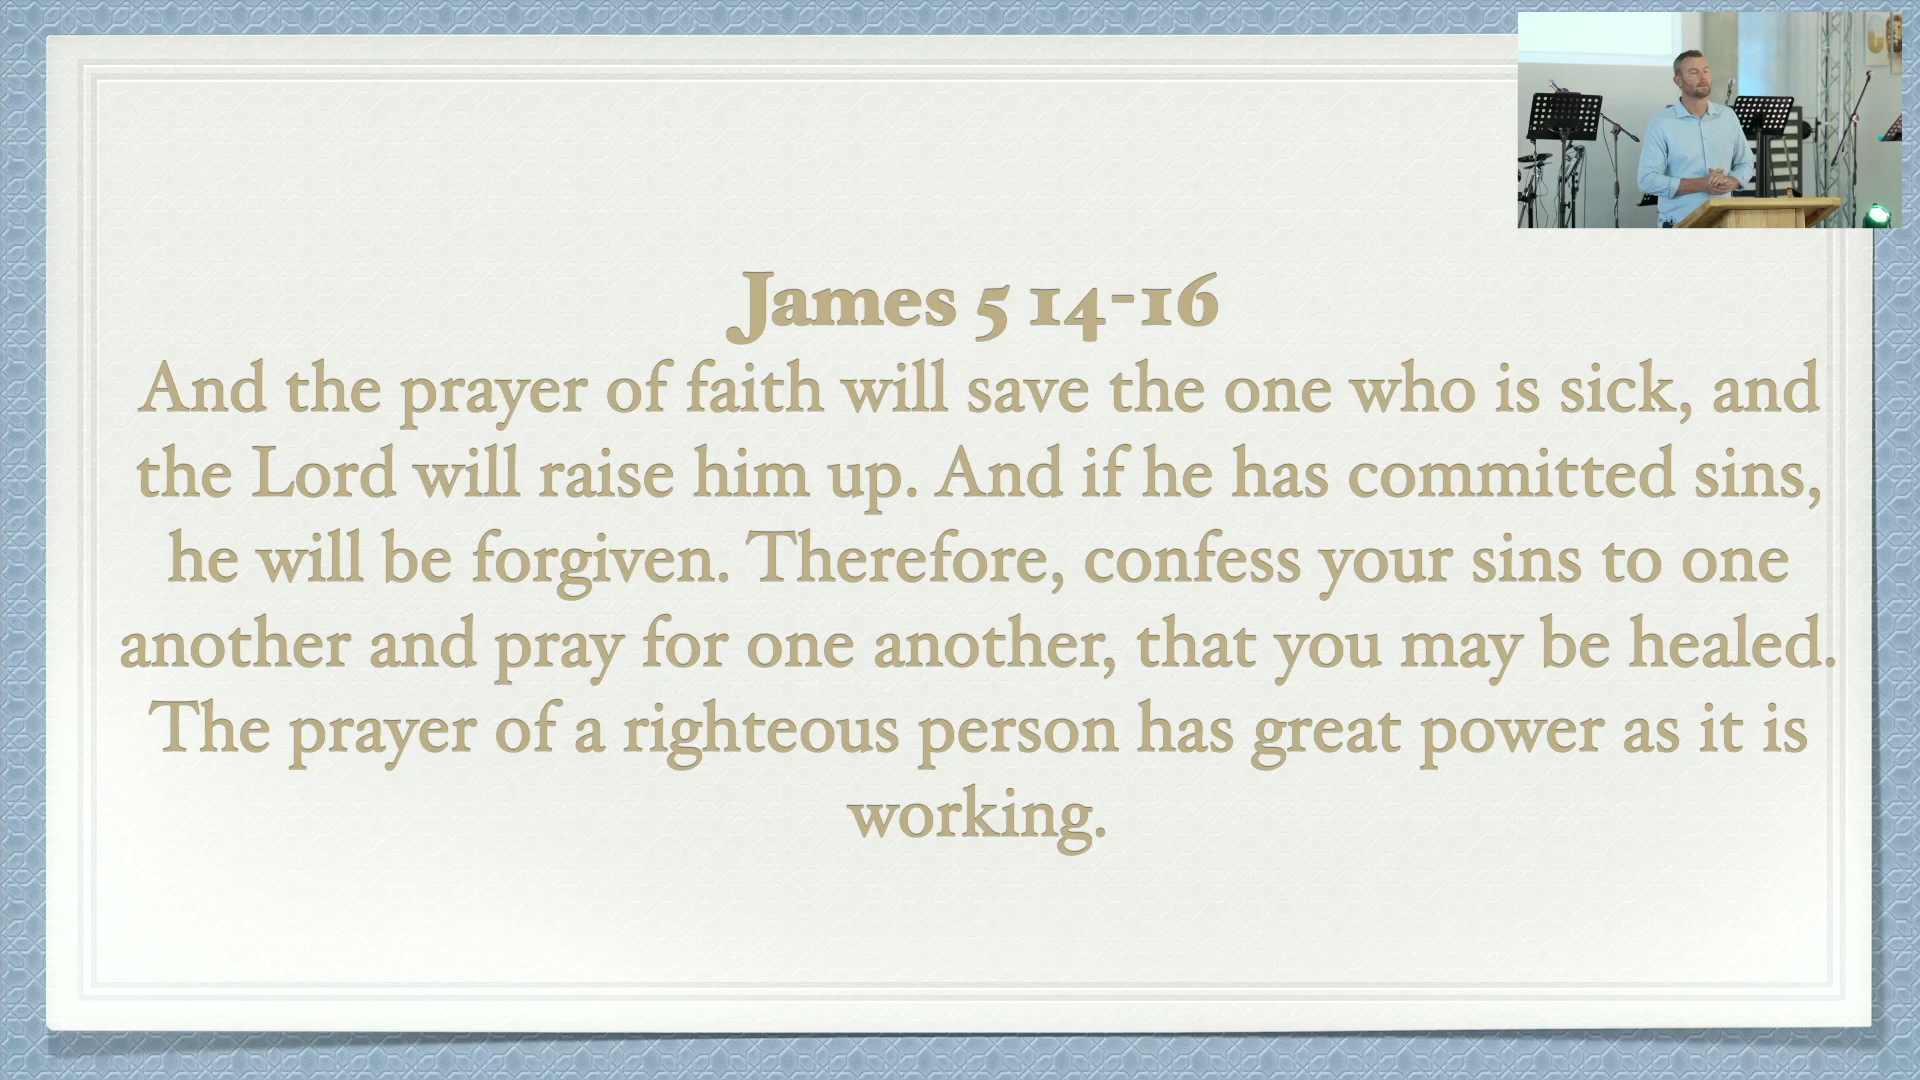 James 5 14-16
And the prayer of faith will save the one who is sick, and
the Lord will raise him up. And if he has committed sins,
he will be forgiven. Therefore, confess your sins to one
another and pray for one another, that you may be healed.
The prayer of a righteous person has great power as it is
working.